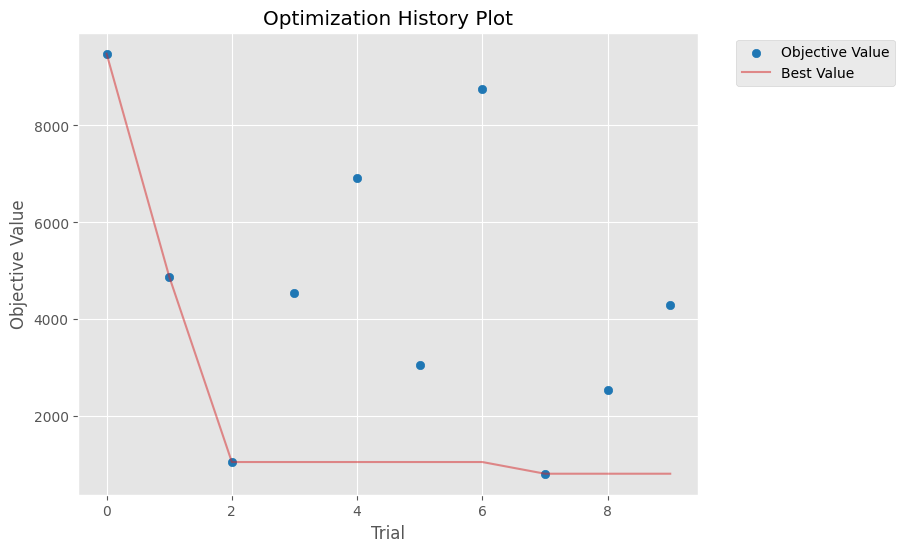 Optimization History Plot
Objective Value
Best Value
Objective Value
8000
6000
4000
2000
0 2 4 6 8
Trial